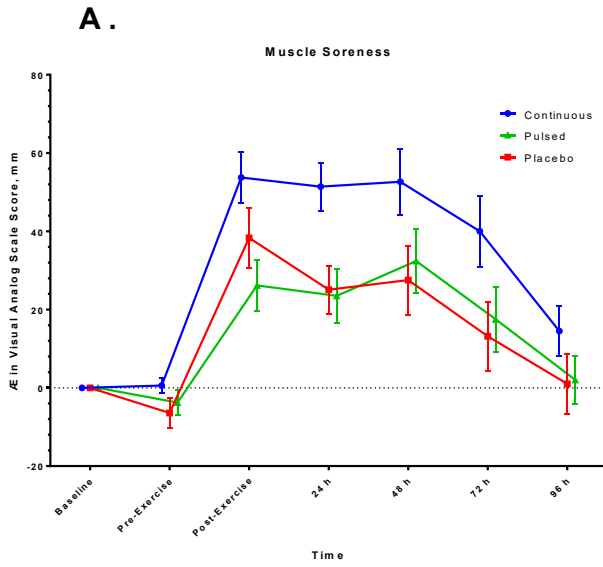 A .
Muscle Soreness
80
60
40
20
0
-20
Æ in Visual Analog Scale Score, mm
Continuous
Pulsed
Placebo
Baseline
Pre-Exercise
Post-Exercise
24 h
48 h
72 h
96 h
Time